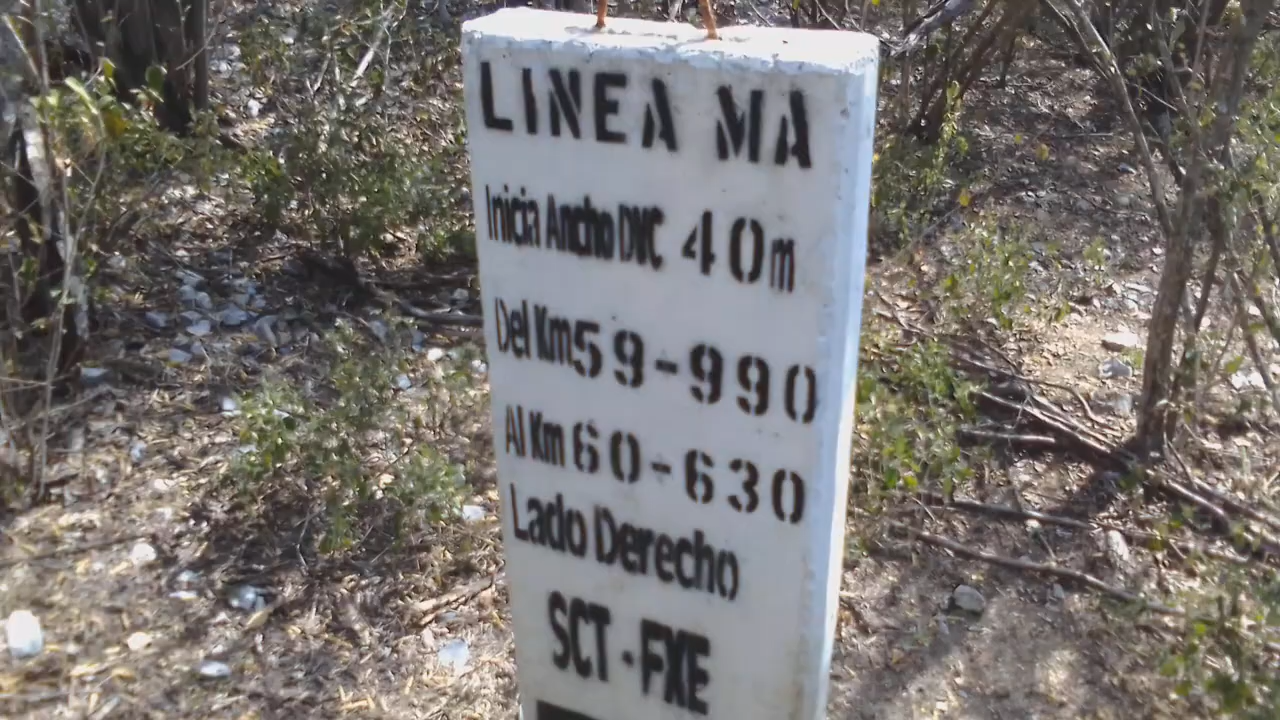 LINEA MA
Inicia Ancho DVC 40m
Del Km 59-990
Al Km 60-630
Lado Derecho
SCT-FXE